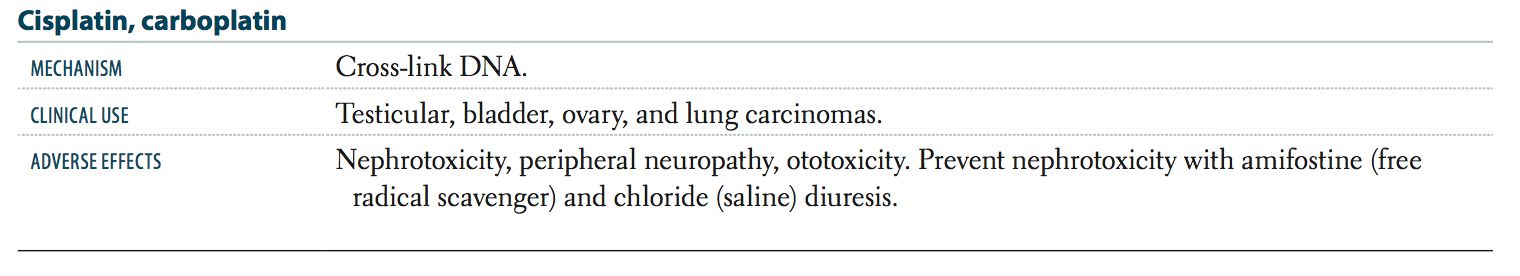 Cisplatin, carboplatin
MECHANISM Cross-link DNA.
CLINICAL USE Testicular, bladder, ovary, and lung carcinomas.
ADVERSE EFFECTS Nephrotoxicity, peripheral neuropathy, ototoxicity. Prevent nephrotoxicity with amifostine (free
radical scavenger) and chloride (saline) diuresis.